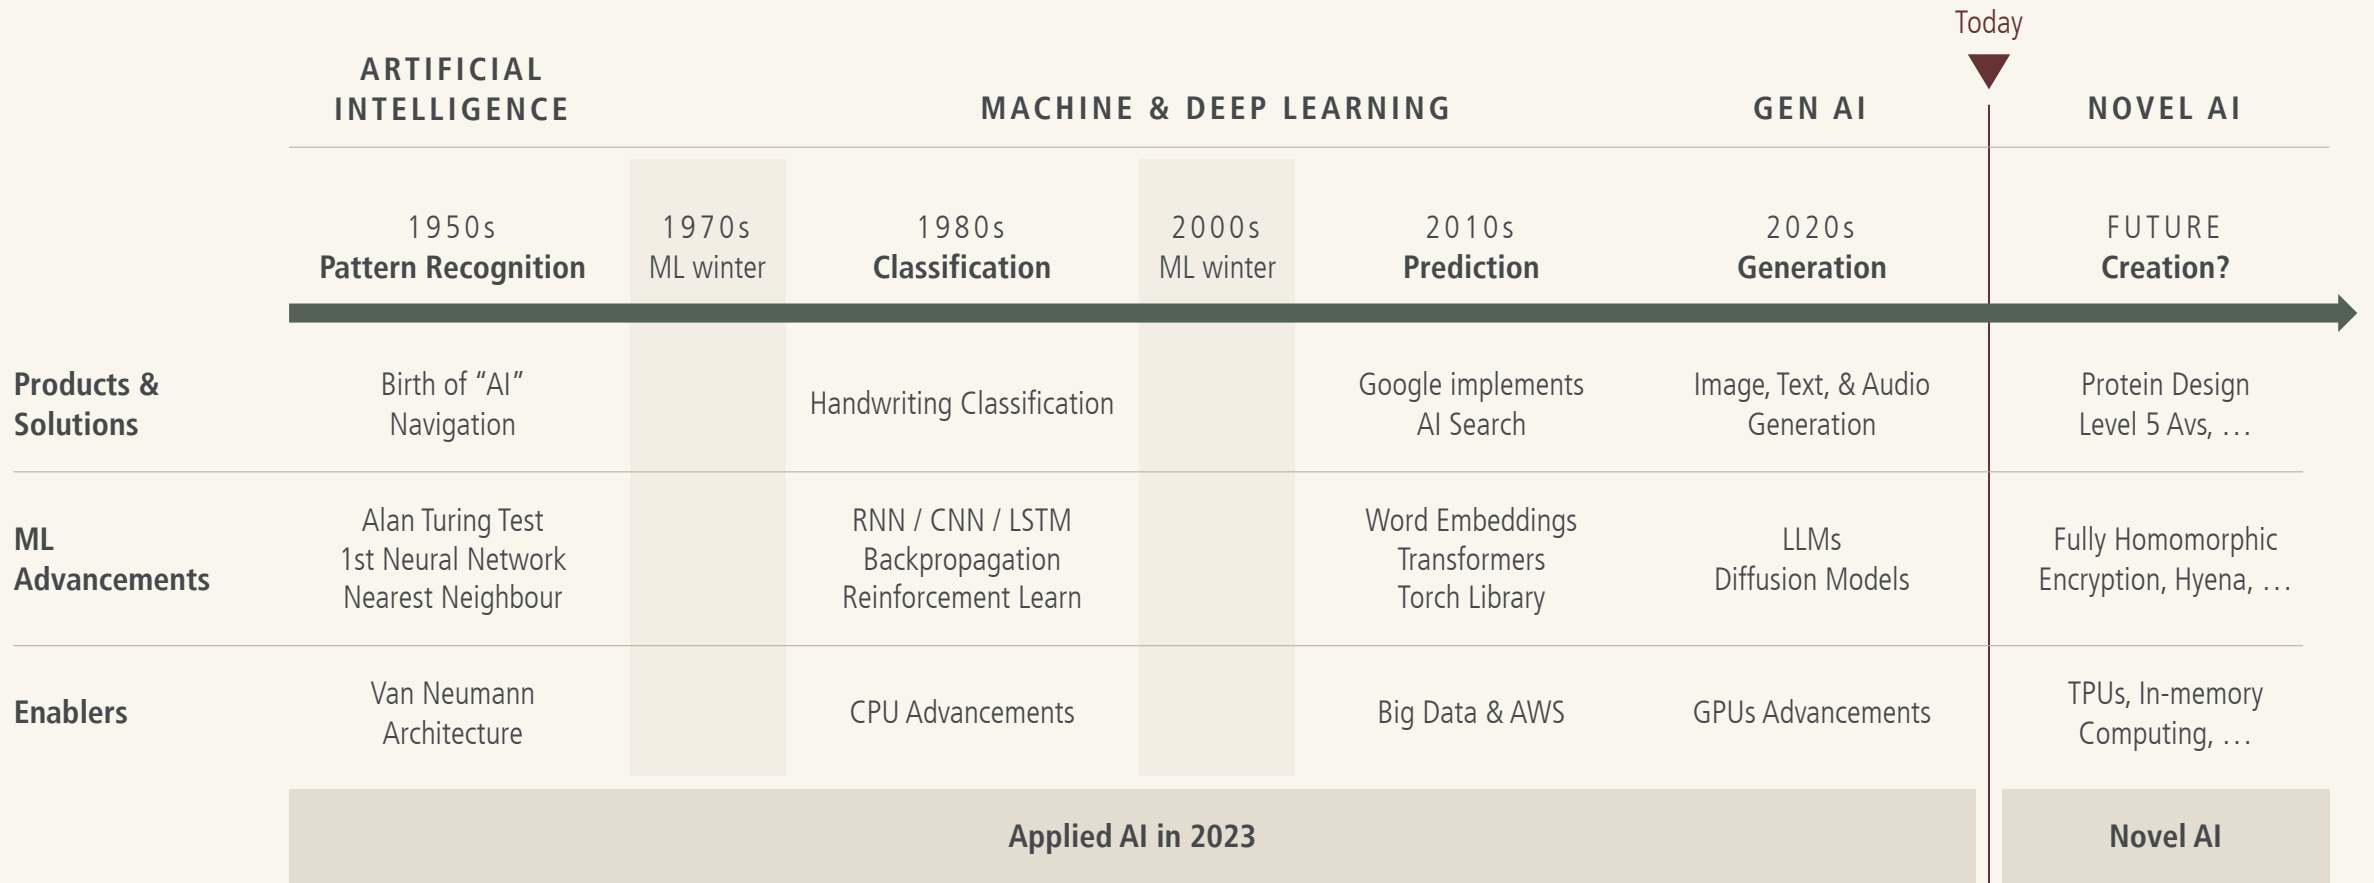 Today
ARTIFICIAL
INTELLIGENCE
MACHINE & DEEP LEARNING
GEN AI
NOVEL AI
1950s
Pattern Recognition
1970s
ML winter
1980s
Classification
2000s
ML winter
2010s
Prediction
2020s
Generation
FUTURE
Creation?
Products &
Solutions
Birth of “AI”
Navigation
Handwriting Classification
Google implements
AI Search
Image, Text, & Audio
Generation
Protein Design
Level 5 Avs, …
ML
Advancements
Alan Turing Test
1st Neural Network
Nearest Neighbour
RNN / CNN / LSTM
Backpropagation
Reinforcement Learn
Word Embeddings
Transformers
Torch Library
LLMs
Diffusion Models
Fully Homomorphic
Encryption, Hyena, …
Enablers
Van Neumann
Architecture
CPU Advancements
Big Data & AWS
GPUs Advancements
TPUs, In-memory
Computing, …
Applied AI in 2023
Novel AI